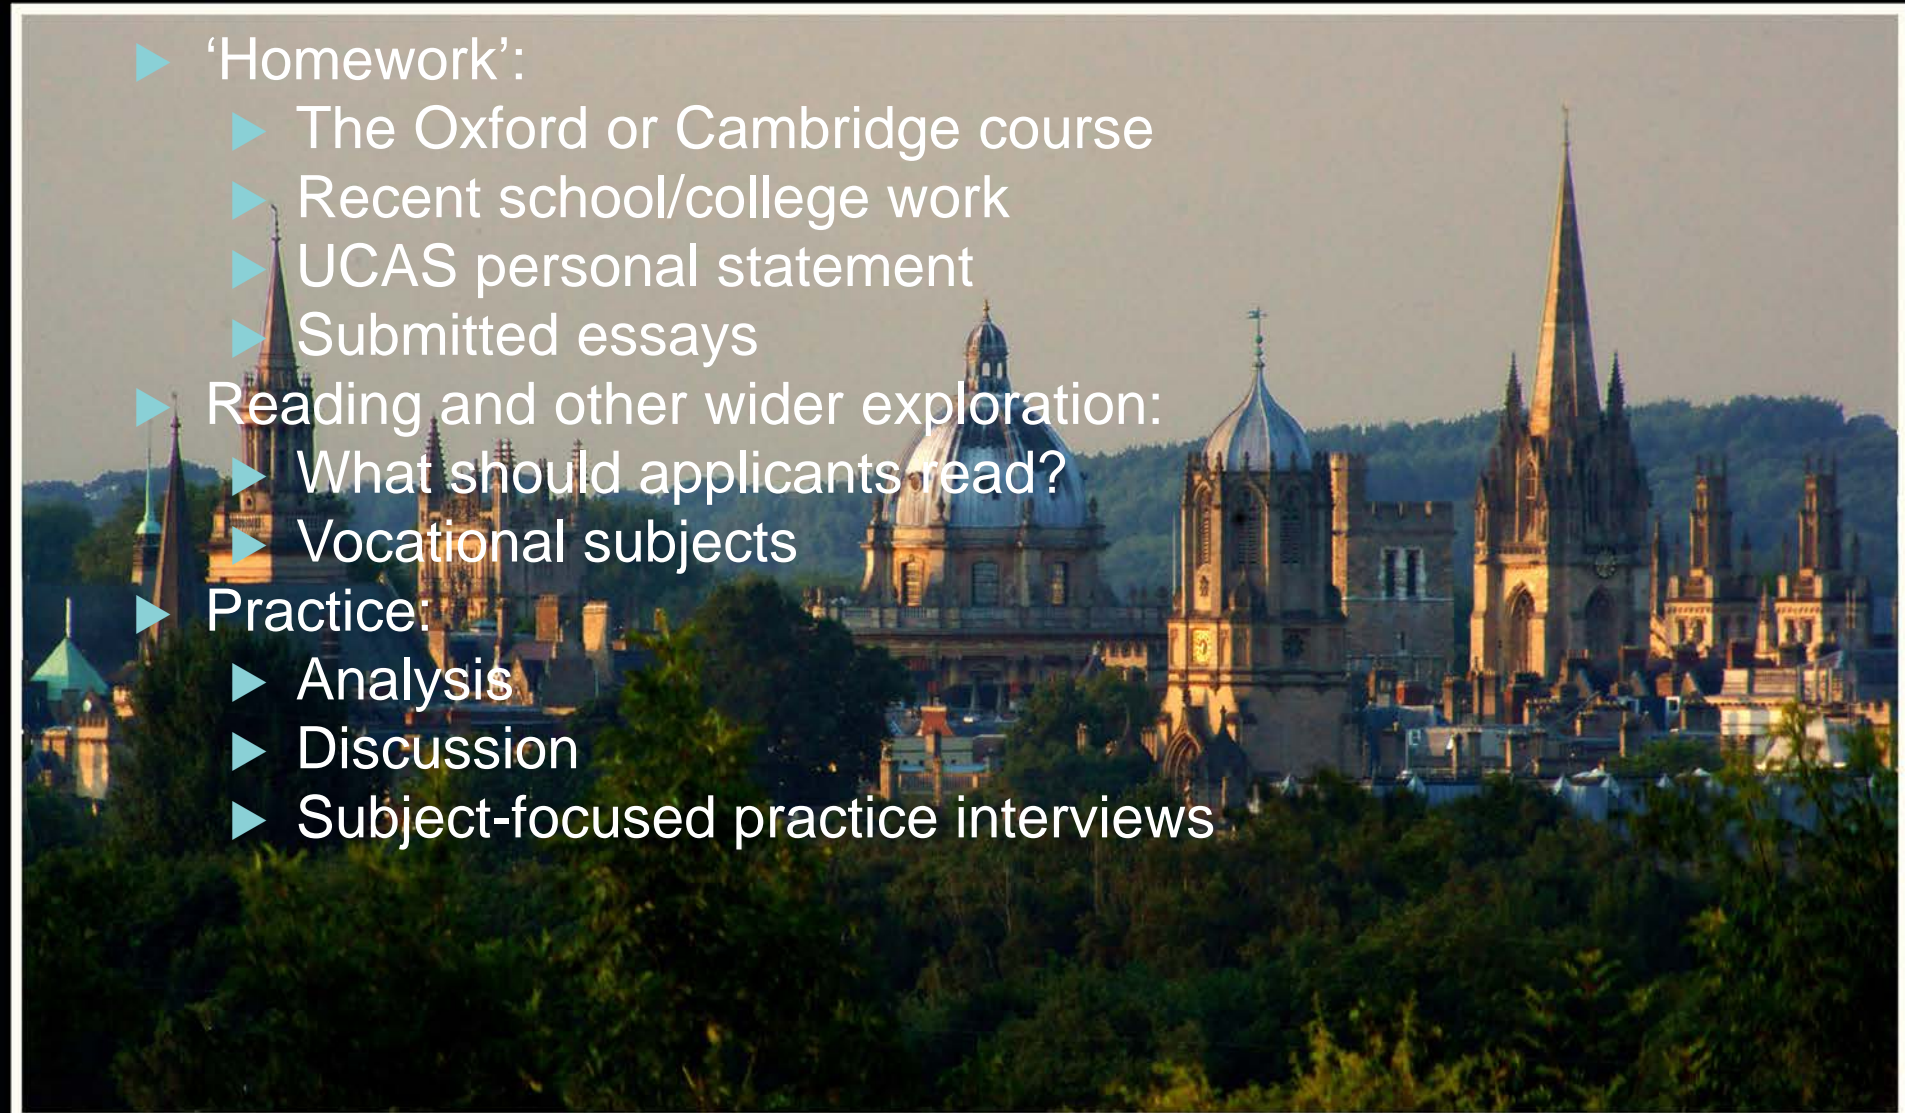 ‘Homework’:
The Oxford or Cambridge course
Recent school/college work
UCAS personal statement
Submitted essays
Reading and other wider exploration:
What should applicants read?
Vocational subjects
Practice:
Analysis
Discussion
Subject-focused practice interviews